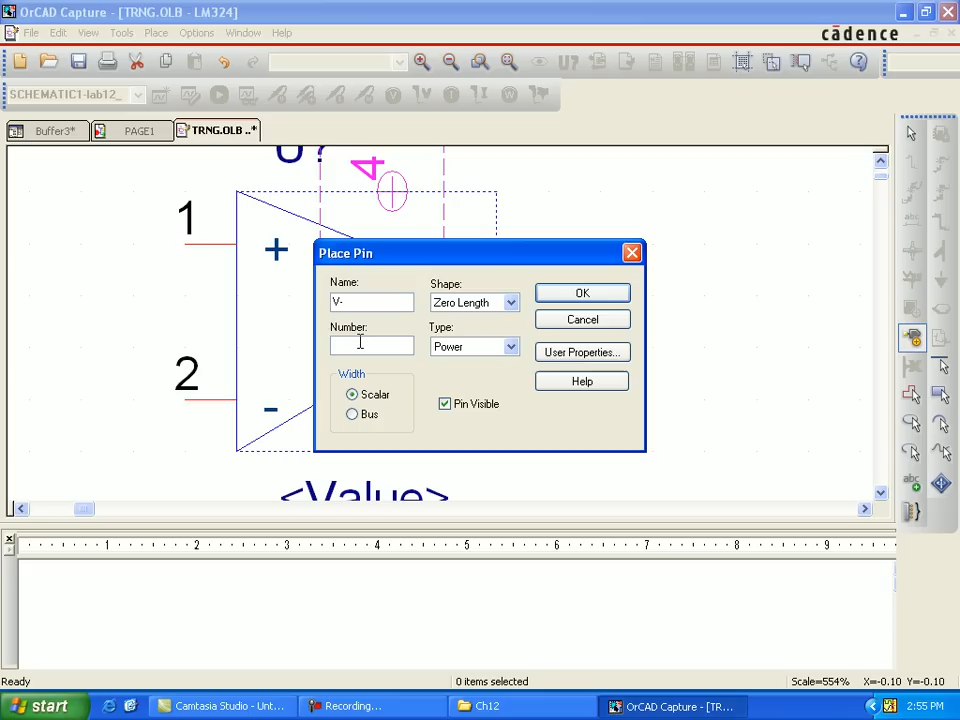 OrCAD Capture - [TRNG.OLB - LM324]
File Edit View Tools Place Options Window Help
cādence
U?
SCHEMATIC1-lab12_
Buffer3* PAGE1 TRNG.OLB ..*
U?
4
1
+
2
-
<Value>
Place Pin
Name:
V-
Shape:
Zero Length
OK
Number:
Type:
Power
Cancel
User Properties...
Width
Scalar
Bus
Pin Visible
Help
abc
1 2 3 4 5 6 7 8 9
Ready 0 items selected Scale=554% X=-0.10 Y=-0.10
start Camtasia Studio - Unt... Recording... Ch12 OrCAD Capture - [TR... 2:55 PM